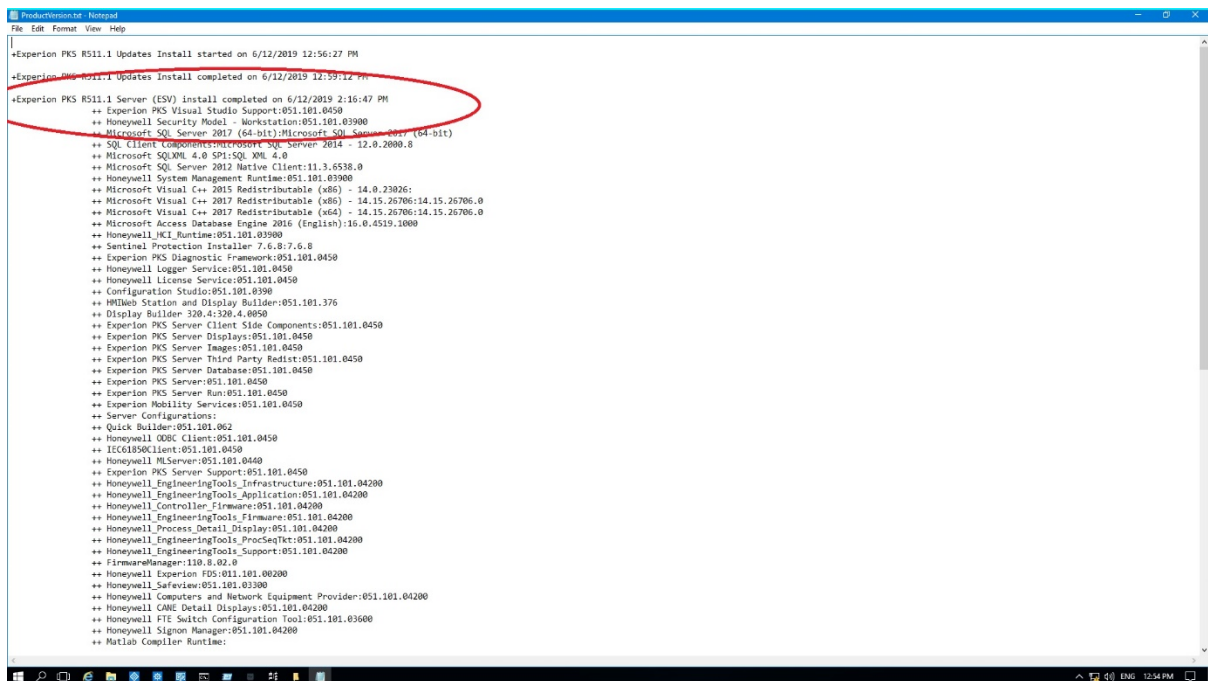 ProductVersion.txt - Notepad
File Edit Format View Help
+Experion PKS R511.1 Updates Install started on 6/12/2019 12:56:27 PM
+Experion PKS R511.1 Updates Install completed on 6/12/2019 12:59:12 PM
+Experion PKS R511.1 Server (ESV) install completed on 6/12/2019 2:16:47 PM
++ Experion PKS Visual Studio Support:051.101.0450
++ Honeywell Security Model - Workstation:051.101.03900
++ Microsoft SQL Server 2017 (64-bit):Microsoft SQL Server 2017 (64-bit)
++ SQL Client Components:Microsoft SQL Server 2014 - 12.0.2000.8
++ Microsoft SQLXML 4.0 SP1:SQL XML 4.0
++ Microsoft SQL Server 2012 Native Client:11.3.6538.0
++ Honeywell System Management Runtime:051.101.03900
++ Microsoft Visual C++ 2015 Redistributable (x86) - 14.0.23026:
++ Microsoft Visual C++ 2017 Redistributable (x86) - 14.15.26706:14.15.26706.0
++ Microsoft Visual C++ 2017 Redistributable (x64) - 14.15.26706:14.15.26706.0
++ Microsoft Access Database Engine 2016 (English):16.0.4519.1000
++ Honeywell_HCI_Runtime:051.101.03900
++ Sentinel Protection Installer 7.6.8:7.6.8
++ Experion PKS Diagnostic Framework:051.101.0450
++ Honeywell Logger Service:051.101.0450
++ Honeywell License Service:051.101.0450
++ Configuration Studio:051.101.0390
++ HMIWeb Station and Display Builder:051.101.376
++ Display Builder 320.4:320.4.0050
++ Experion PKS Server Client Side Components:051.101.0450
++ Experion PKS Server Displays:051.101.0450
++ Experion PKS Server Images:051.101.0450
++ Experion PKS Server Third Party Redist:051.101.0450
++ Experion PKS Server Database:051.101.0450
++ Experion PKS Server:051.101.0450
++ Experion PKS Server Run:051.101.0450
++ Experion Mobility Services:051.101.0450
++ Server Configurations:
++ Quick Builder:051.101.062
++ Honeywell ODBC Client:051.101.0450
++ IEC61850Client:051.101.0450
++ Honeywell MLServer:051.101.0440
++ Experion PKS Server Support:051.101.0450
++ Honeywell_EngineeringTools_Infrastructure:051.101.04200
++ Honeywell_EngineeringTools_Application:051.101.04200
++ Honeywell_Controller_Firmware:051.101.04200
++ Honeywell_EngineeringTools_Firmware:051.101.04200
++ Honeywell_Process_Detail_Display:051.101.04200
++ Honeywell_EngineeringTools_ProcSeqTkt:051.101.04200
++ Honeywell_EngineeringTools_Support:051.101.04200
++ FirmwareManager:110.8.02.0
++ Honeywell Experion FDS:011.101.00200
++ Honeywell_Safeview:051.101.03300
++ Honeywell Computers and Network Equipment Provider:051.101.04200
++ Honeywell CANE Detail Displays:051.101.04200
++ Honeywell FTE Switch Configuration Tool:051.101.03600
++ Honeywell Signon Manager:051.101.04200
++ Matlab Compiler Runtime:
ENG 12:54 PM